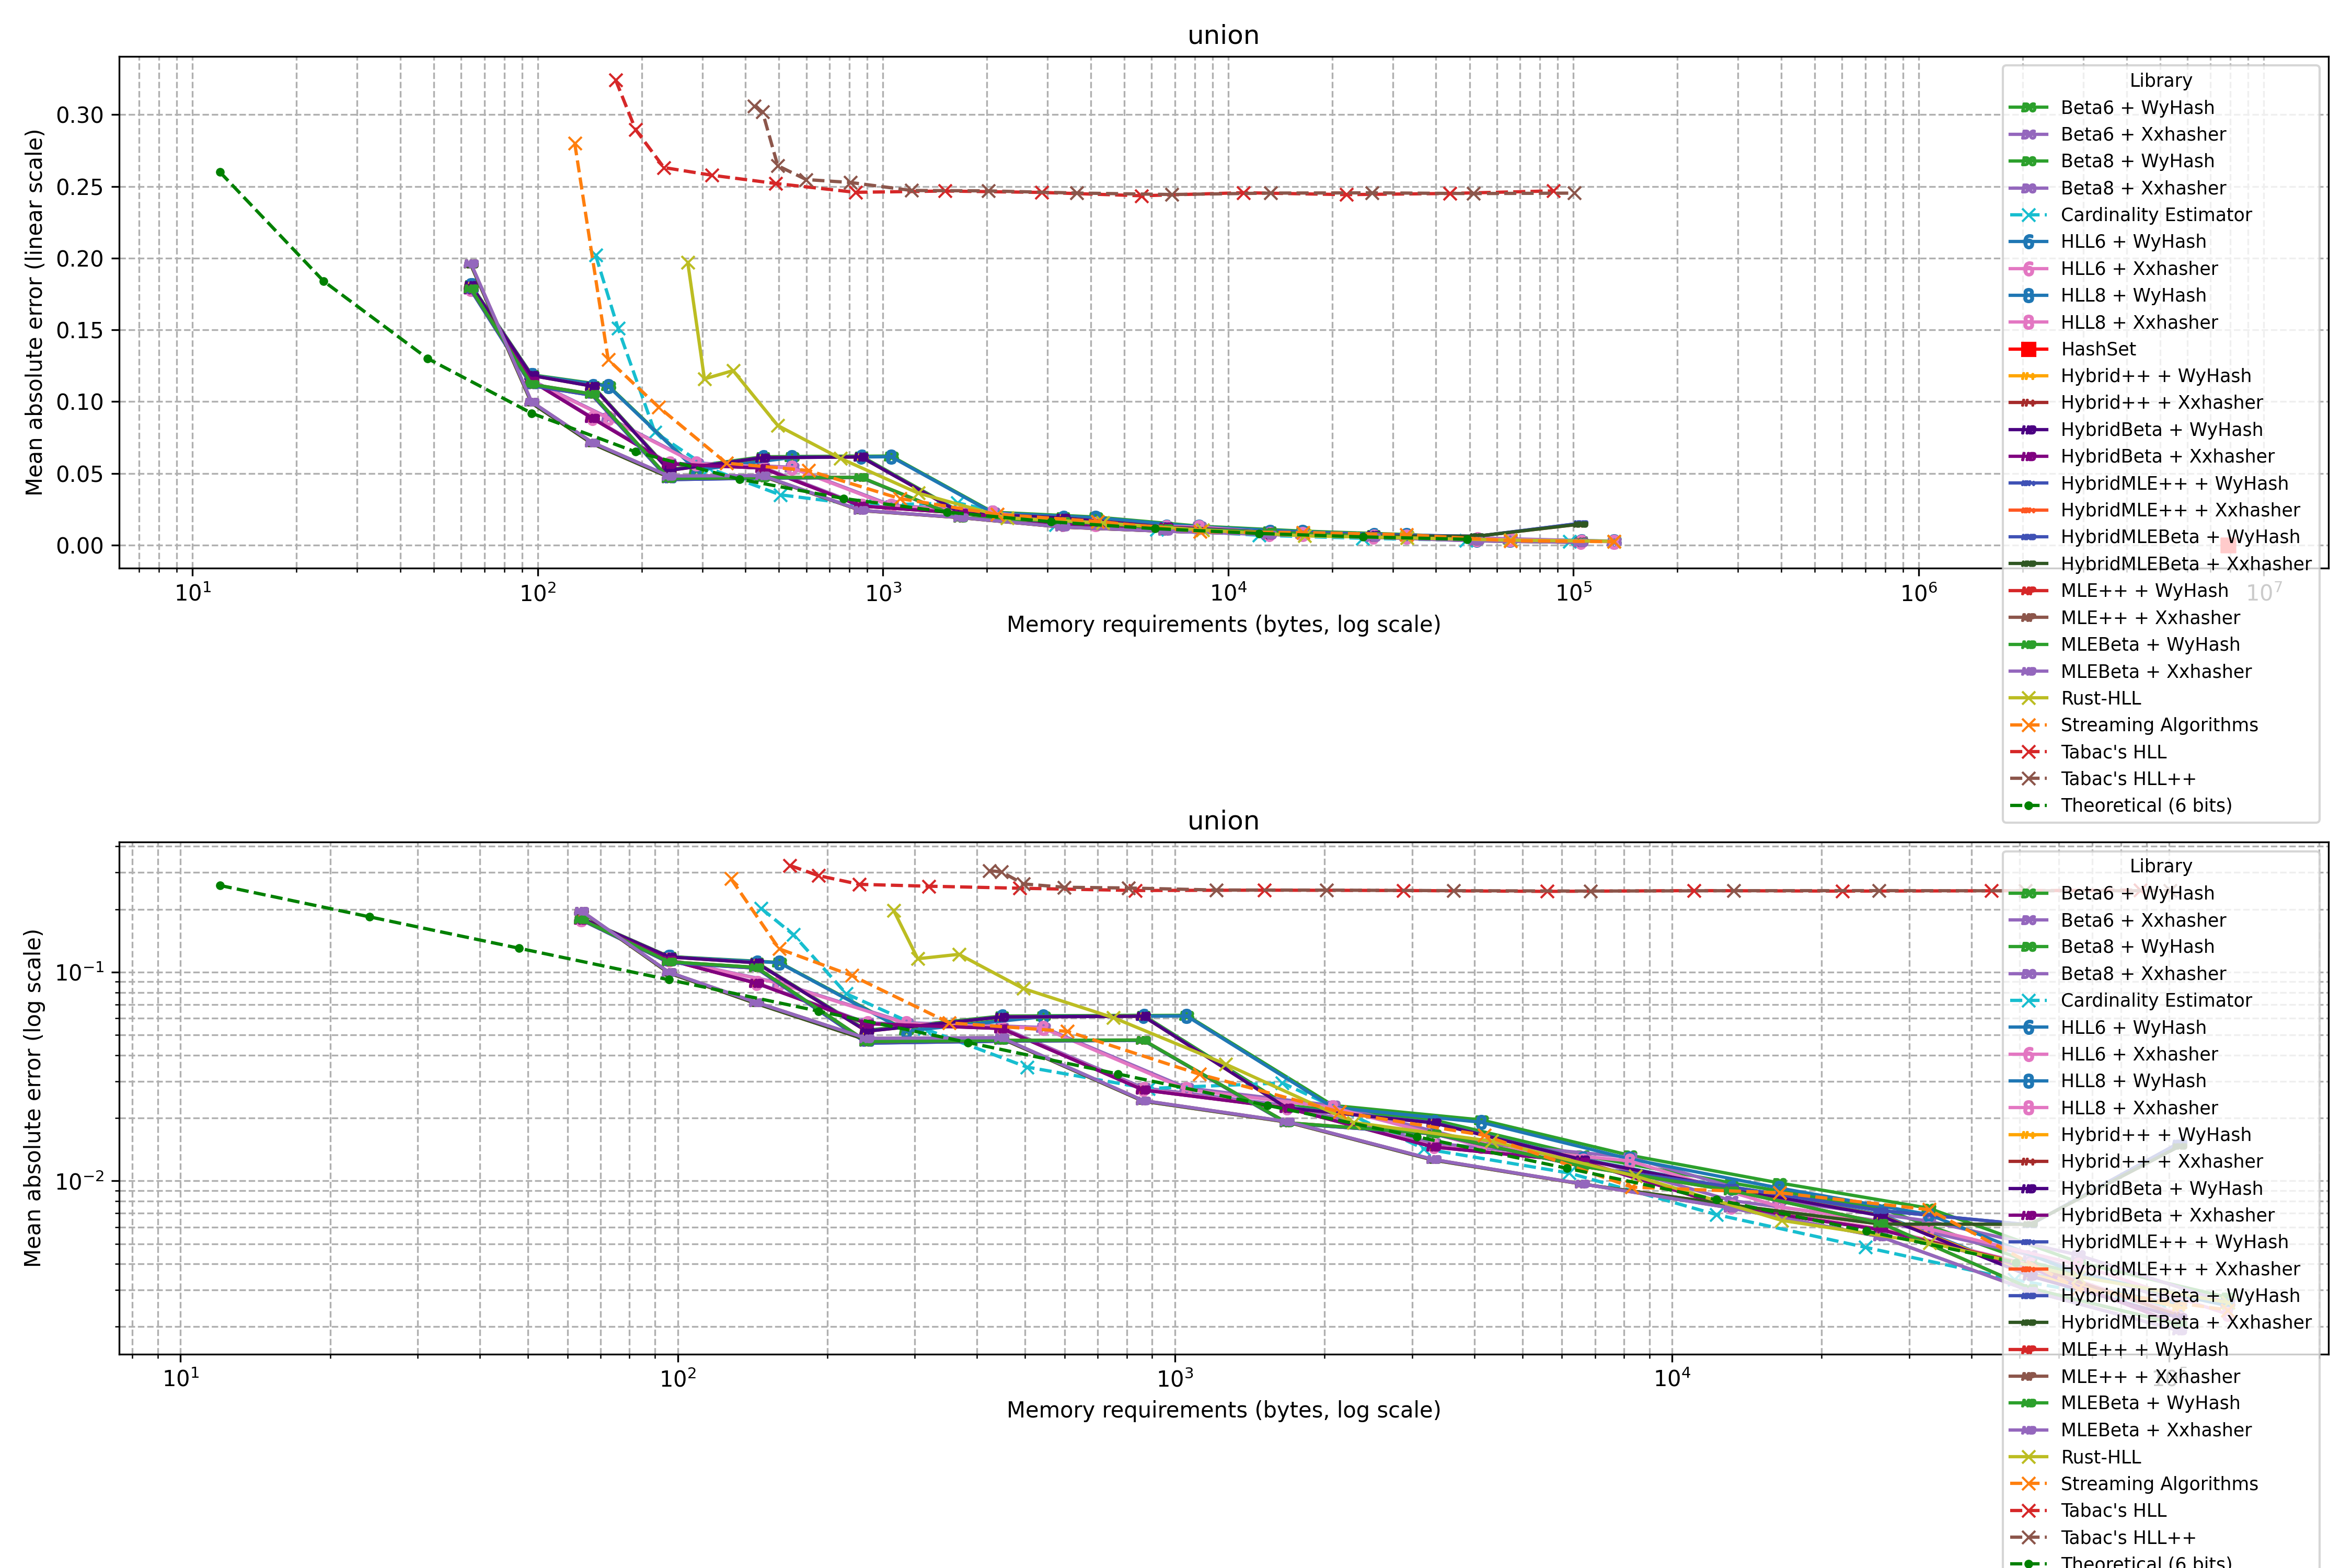 union
Mean absolute error (linear scale)
0.30
0.25
0.20
0.15
0.10
0.05
0.00
10¹ 10² 10³ 10⁴ 10⁵ 10⁶ 10⁷
Memory requirements (bytes, log scale)
Library
Beta6 + WyHash
Beta6 + Xxhasher
Beta8 + WyHash
Beta8 + Xxhasher
Cardinality Estimator
HLL6 + WyHash
HLL6 + Xxhasher
HLL8 + WyHash
HLL8 + Xxhasher
HashSet
Hybrid++ + WyHash
Hybrid++ + Xxhasher
HybridBeta + WyHash
HybridBeta + Xxhasher
HybridMLE++ + WyHash
HybridMLE++ + Xxhasher
HybridMLEBeta + WyHash
HybridMLEBeta + Xxhasher
MLE++ + WyHash
MLE++ + Xxhasher
MLEBeta + WyHash
MLEBeta + Xxhasher
Rust-HLL
Streaming Algorithms
Tabac's HLL
Tabac's HLL++
Theoretical (6 bits)
union
Mean absolute error (log scale)
10⁻¹
10⁻²
10¹ 10² 10³ 10⁴ 10⁵
Memory requirements (bytes, log scale)
Library
Beta6 + WyHash
Beta6 + Xxhasher
Beta8 + WyHash
Beta8 + Xxhasher
Cardinality Estimator
HLL6 + WyHash
HLL6 + Xxhasher
HLL8 + WyHash
HLL8 + Xxhasher
Hybrid++ + WyHash
Hybrid++ + Xxhasher
HybridBeta + WyHash
HybridBeta + Xxhasher
HybridMLE++ + WyHash
HybridMLE++ + Xxhasher
HybridMLEBeta + WyHash
HybridMLEBeta + Xxhasher
MLE++ + WyHash
MLE++ + Xxhasher
MLEBeta + WyHash
MLEBeta + Xxhasher
Rust-HLL
Streaming Algorithms
Tabac's HLL
Tabac's HLL++
Theoretical (6 bits)